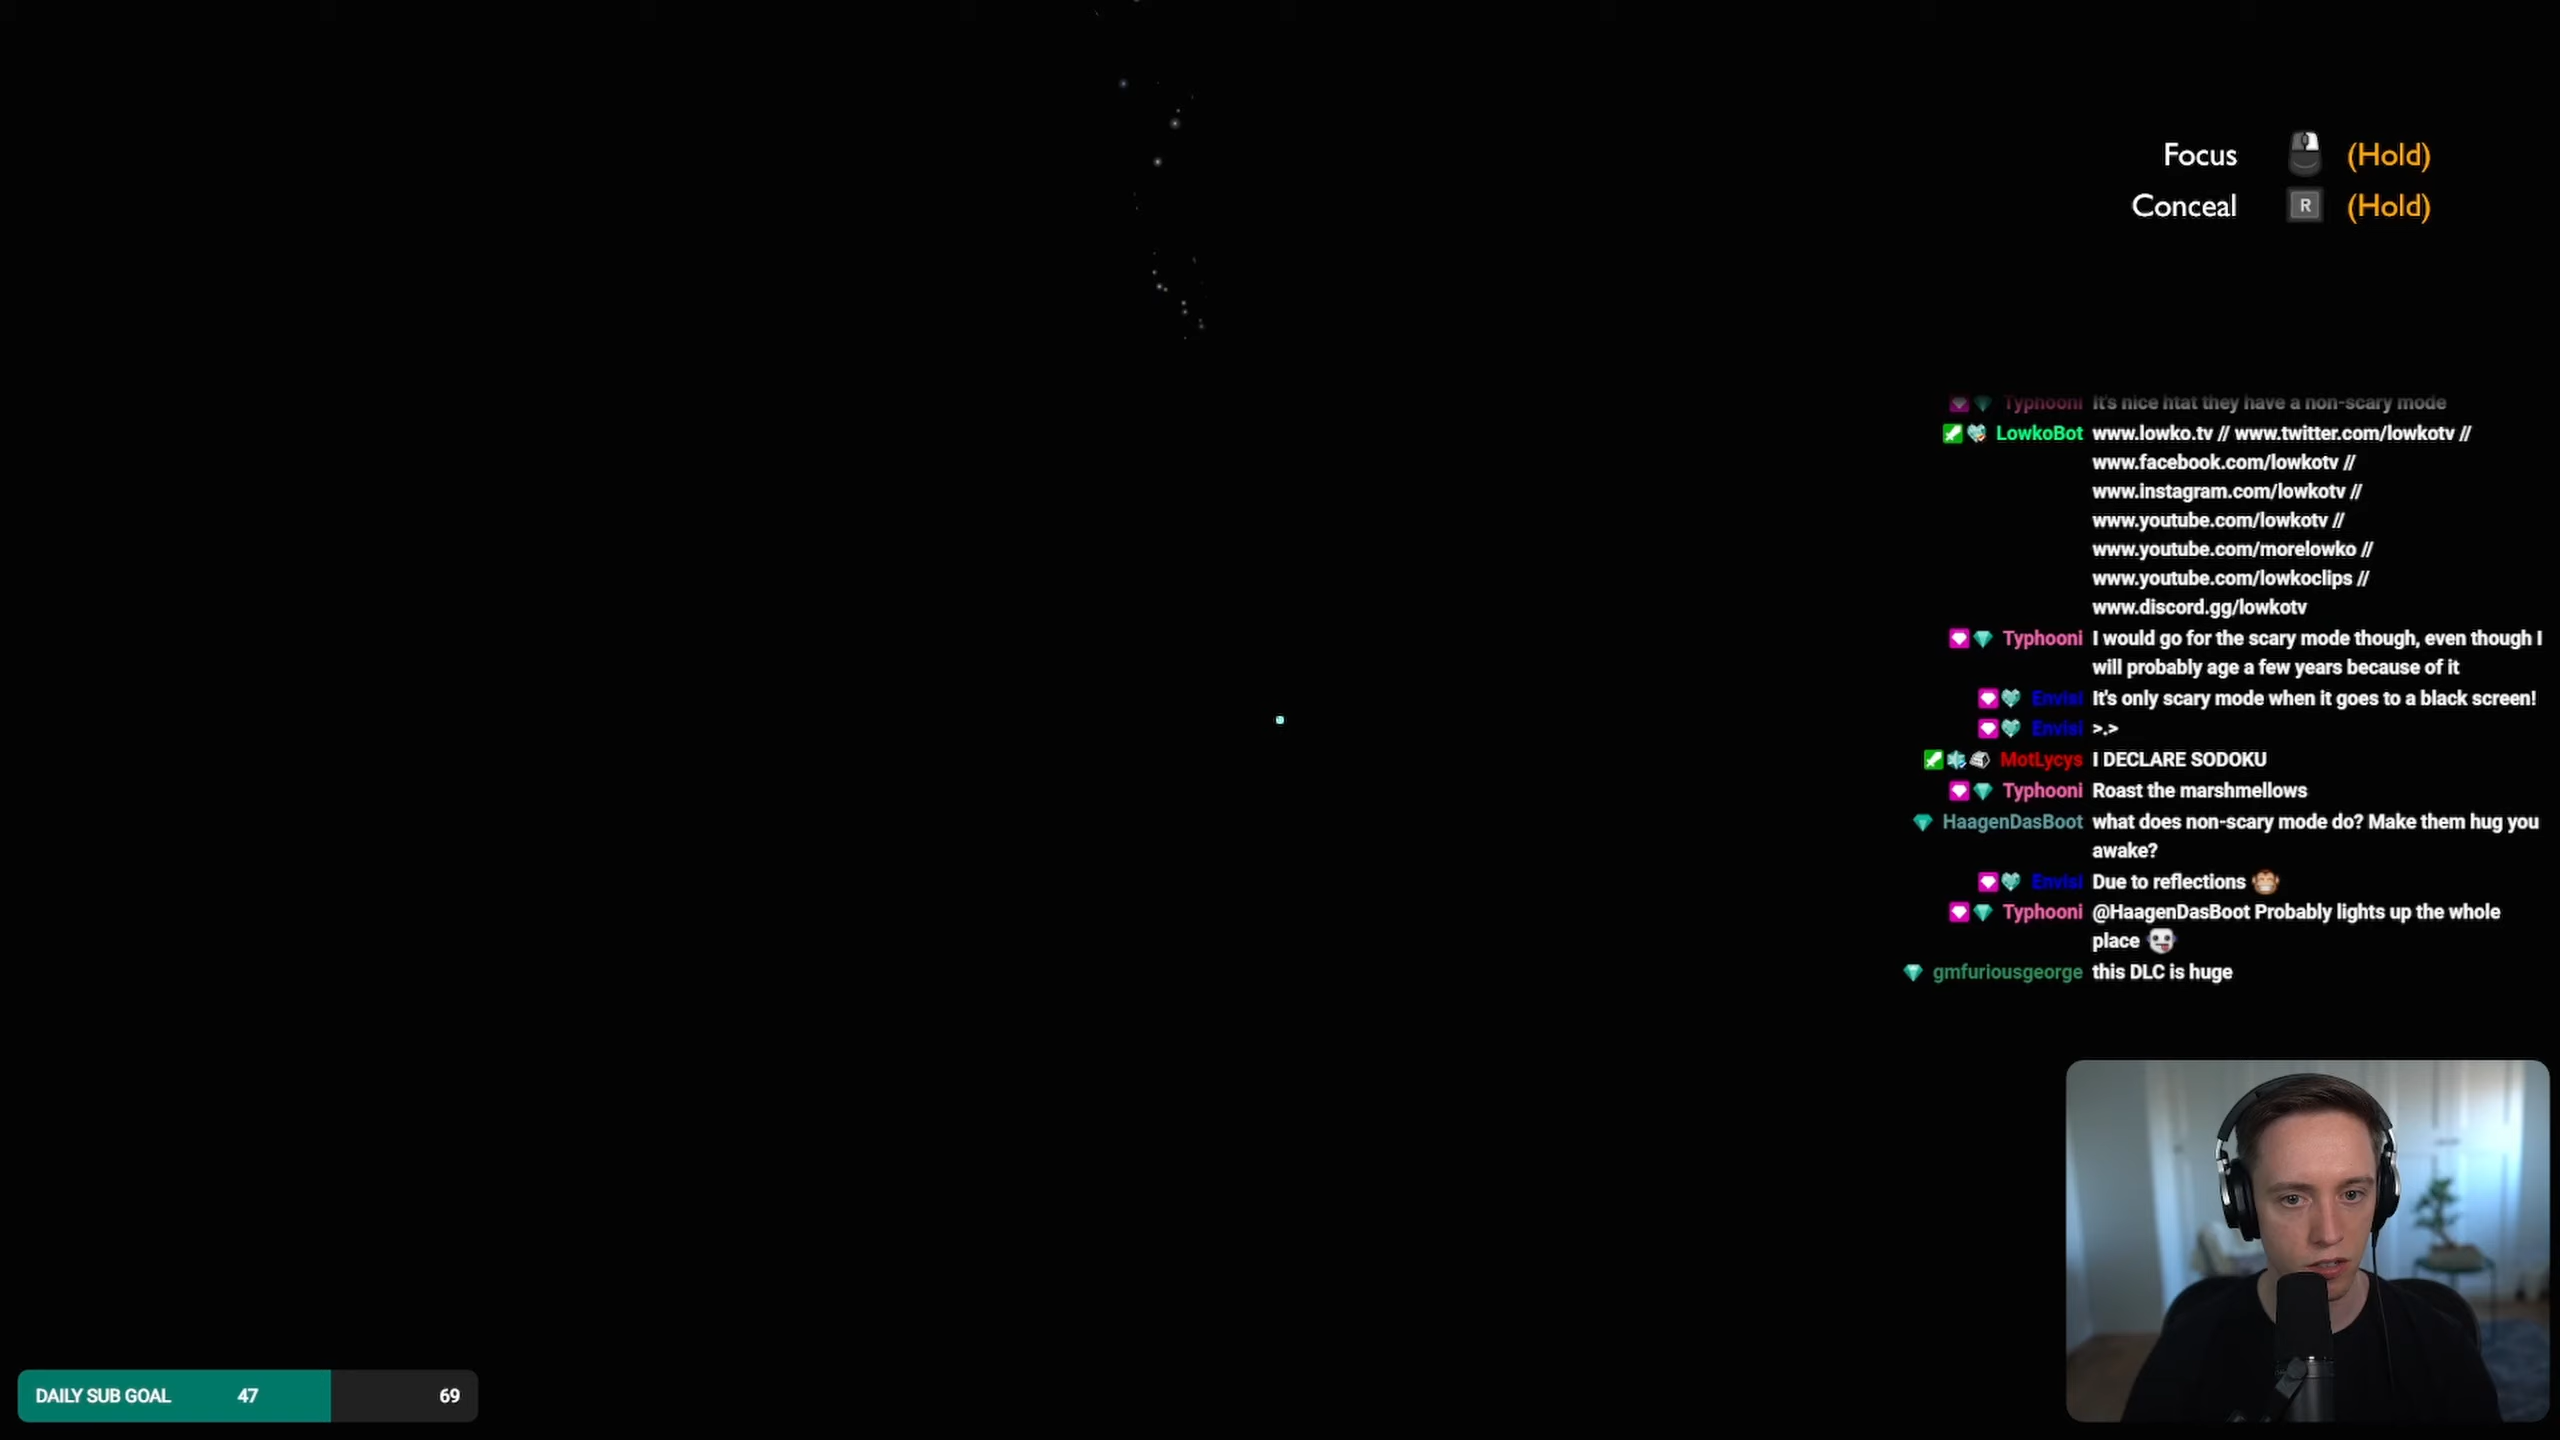 Focus (Hold)
Conceal R (Hold)
Typhooni It's nice htat they have a non-scary mode
LowkoBot www.lowko.tv // www.twitter.com/lowkotv //
www.facebook.com/lowkotv //
www.instagram.com/lowkotv //
www.youtube.com/lowkotv //
www.youtube.com/morelowko //
www.youtube.com/lowkoclips //
www.discord.gg/lowkotv
Typhooni I would go for the scary mode though, even though I
will probably age a few years because of it
Envisi It's only scary mode when it goes to a black screen!
Envisi >.>
MotLycys I DECLARE SODOKU
Typhooni Roast the marshmellows
HaagenDasBoot what does non-scary mode do? Make them hug you
awake?
Envisi Due to reflections
Typhooni @HaagenDasBoot Probably lights up the whole
place
gmfuriousgeorge this DLC is huge
DAILY SUB GOAL 47 69